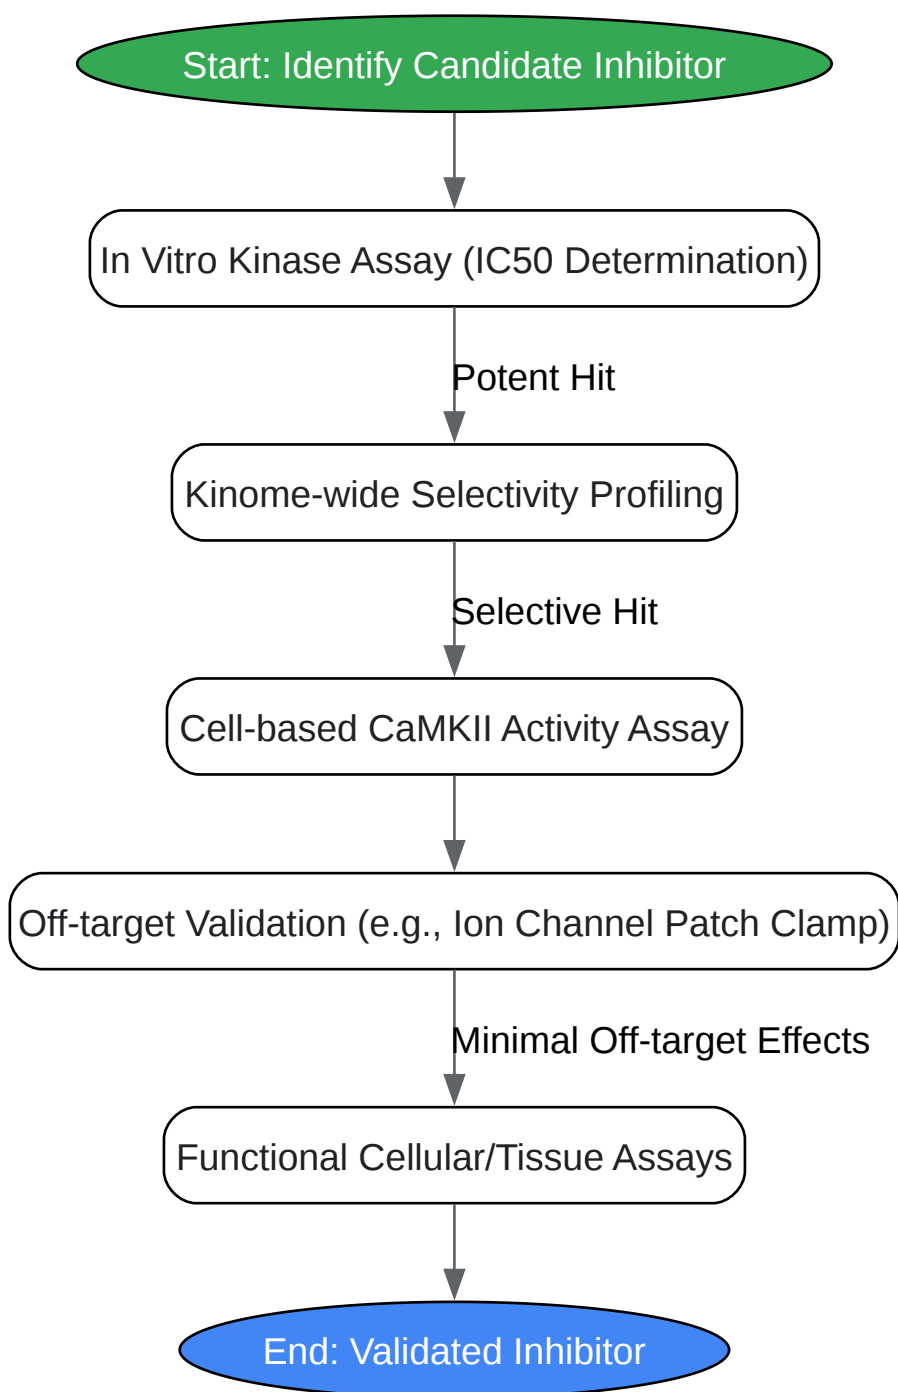 Start: Identify Candidate Inhibitor
In Vitro Kinase Assay (IC50 Determination)
Potent Hit
Kinome-wide Selectivity Profiling
Selective Hit
Cell-based CaMKII Activity Assay
Off-target Validation (e.g., Ion Channel Patch Clamp)
Minimal Off-target Effects
Functional Cellular/Tissue Assays
End: Validated Inhibitor